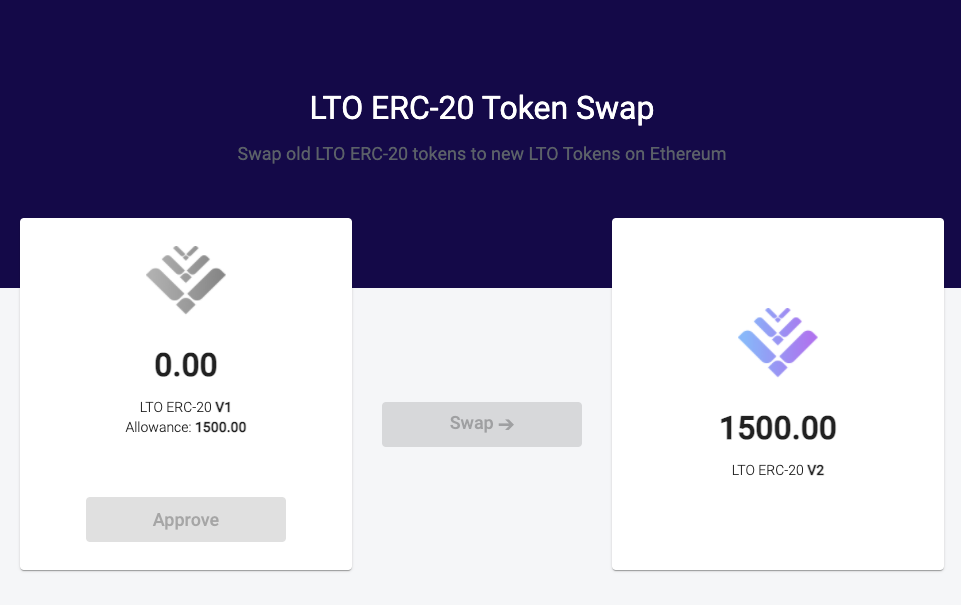 LTO ERC-20 Token Swap
Swap old LTO ERC-20 tokens to new LTO Tokens on Ethereum
0.00
LTO ERC-20 V1
Allowance: 1500.00
Approve
Swap →
1500.00
LTO ERC-20 V2